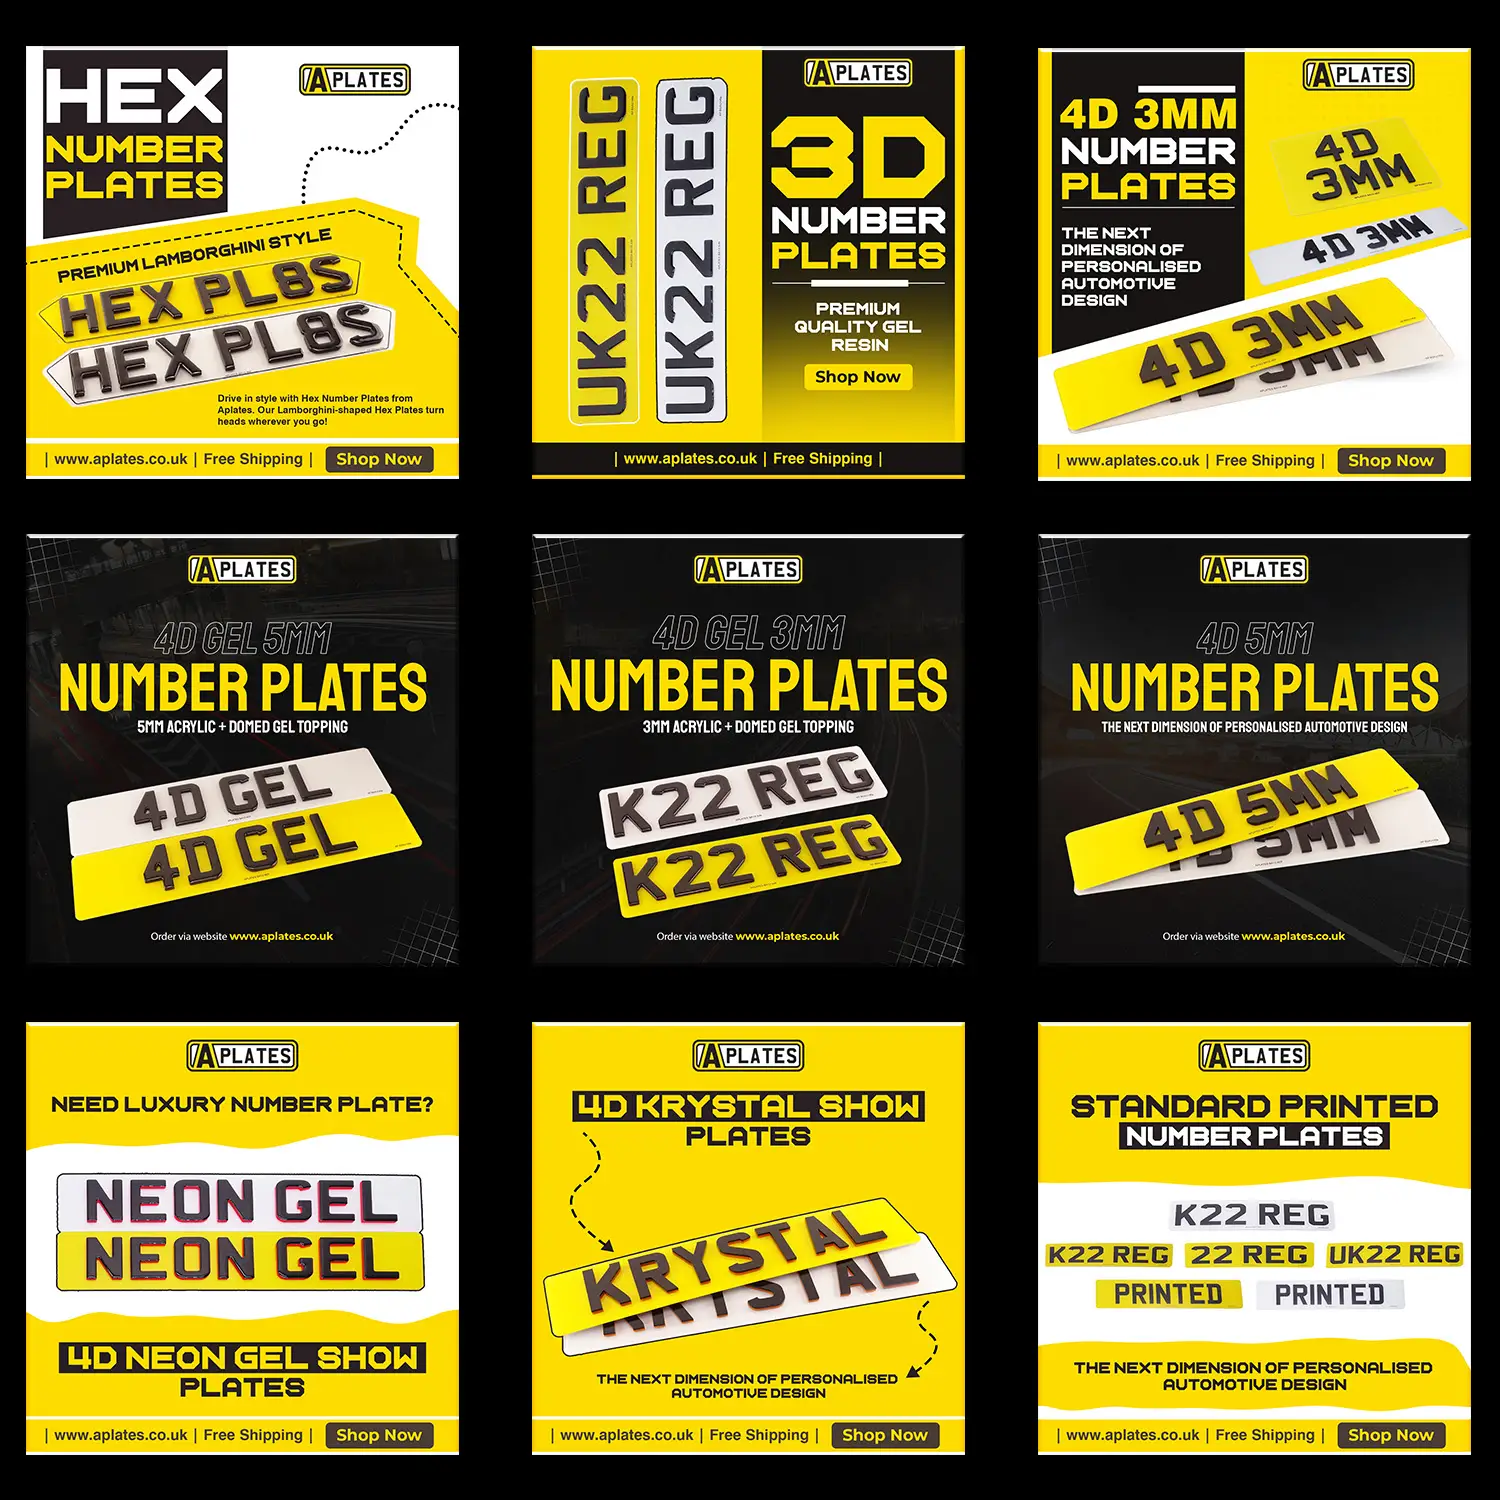 HEX
NUMBER
PLATES
APLATES
PREMIUM LAMBORGHINI STYLE
HEX PL8S
HEX PL8S
Drive in style with Hex Number Plates from
Aplates. Our Lamborghini-shaped Hex Plates turn
heads wherever you go!
| www.aplates.co.uk | Free Shipping | Shop Now
UK22 REG
UK22 REG
APLATES
3D
NUMBER
PLATES
PREMIUM
QUALITY GEL
RESIN
Shop Now
| www.aplates.co.uk | Free Shipping |
APLATES
4D 3MM
NUMBER
PLATES
THE NEXT
DIMENSION OF
PERSONALISED
AUTOMOTIVE
DESIGN
4D
3MM
4D 3MM
4D 3MM
4D 3MM
| www.aplates.co.uk | Free Shipping | Shop Now
APLATES
4D GEL 5MM
NUMBER PLATES
5MM ACRYLIC + DOMED GEL TOPPING
4D GEL
4D GEL
Order via website www.aplates.co.uk
APLATES
4D GEL 3MM
NUMBER PLATES
3MM ACRYLIC + DOMED GEL TOPPING
K22 REG
K22 REG
Order via website www.aplates.co.uk
APLATES
4D 5MM
NUMBER PLATES
THE NEXT DIMENSION OF PERSONALISED AUTOMOTIVE DESIGN
4D 5MM
4D 5MM
Order via website www.aplates.co.uk
APLATES
NEED LUXURY NUMBER PLATE?
NEON GEL
NEON GEL
4D NEON GEL SHOW
PLATES
| www.aplates.co.uk | Free Shipping | Shop Now
APLATES
4D KRYSTAL SHOW
PLATES
KRYSTAL
KRYSTAL
THE NEXT DIMENSION OF PERSONALISED
AUTOMOTIVE DESIGN
| www.aplates.co.uk | Free Shipping | Shop Now
APLATES
STANDARD PRINTED
NUMBER PLATES
K22 REG
K22 REG 22 REG UK22 REG
PRINTED PRINTED
THE NEXT DIMENSION OF PERSONALISED
AUTOMOTIVE DESIGN
| www.aplates.co.uk | Free Shipping | Shop Now